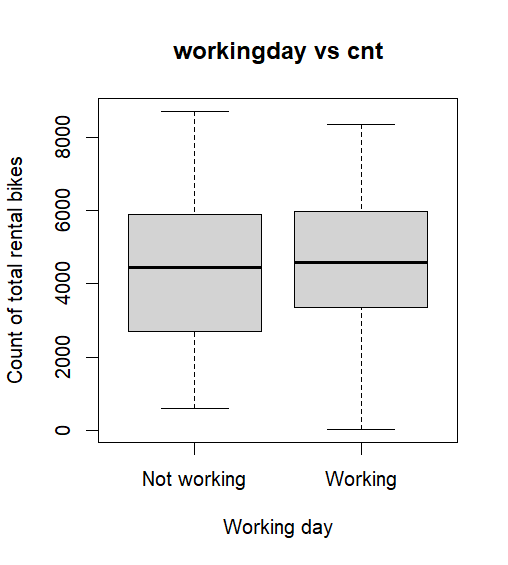 workingday vs cnt
Count of total rental bikes
8000
6000
4000
2000
0
Not working
Working
Working day